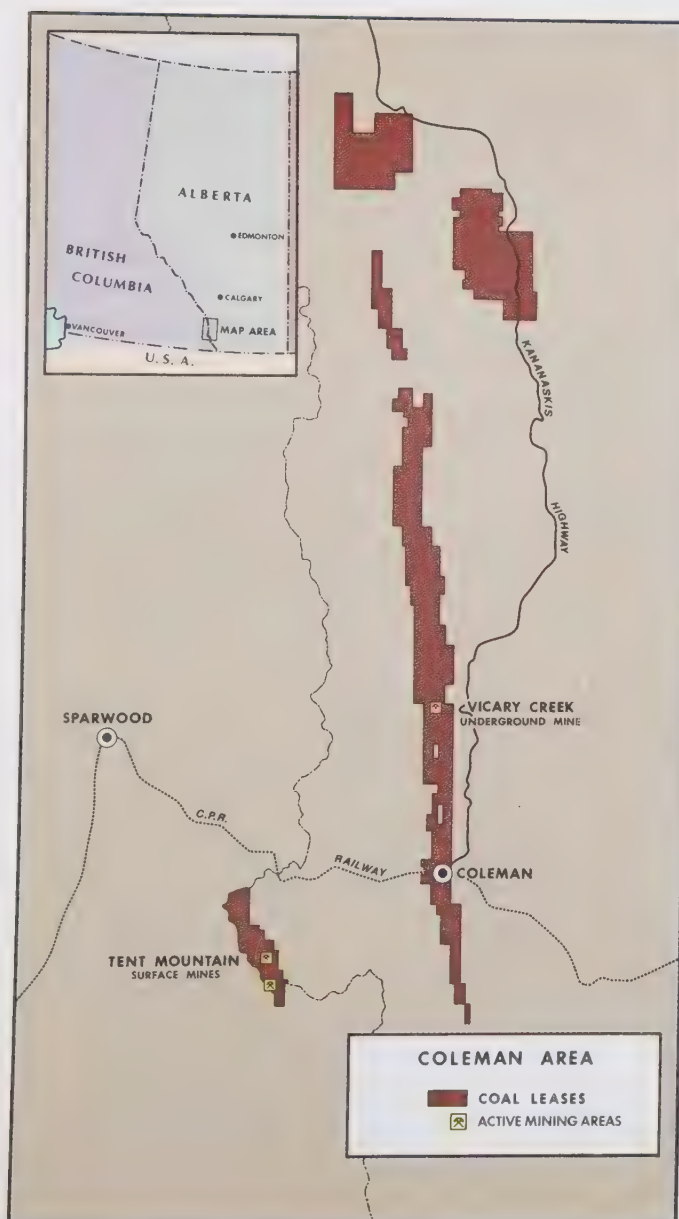 ALBERTA
EDMONTON
BRITISH
COLUMBIA
CALGARY
VANCOUVER
MAP AREA
U.S.A.
KANANASKIS
HIGHWAY
VICARY CREEK
UNDERGROUND MINE
SPARWOOD
C.P.R.
RAILWAY
COLEMAN
TENT MOUNTAIN
SURFACE MINES
COLEMAN AREA
COAL LEASES
ACTIVE MINING AREAS